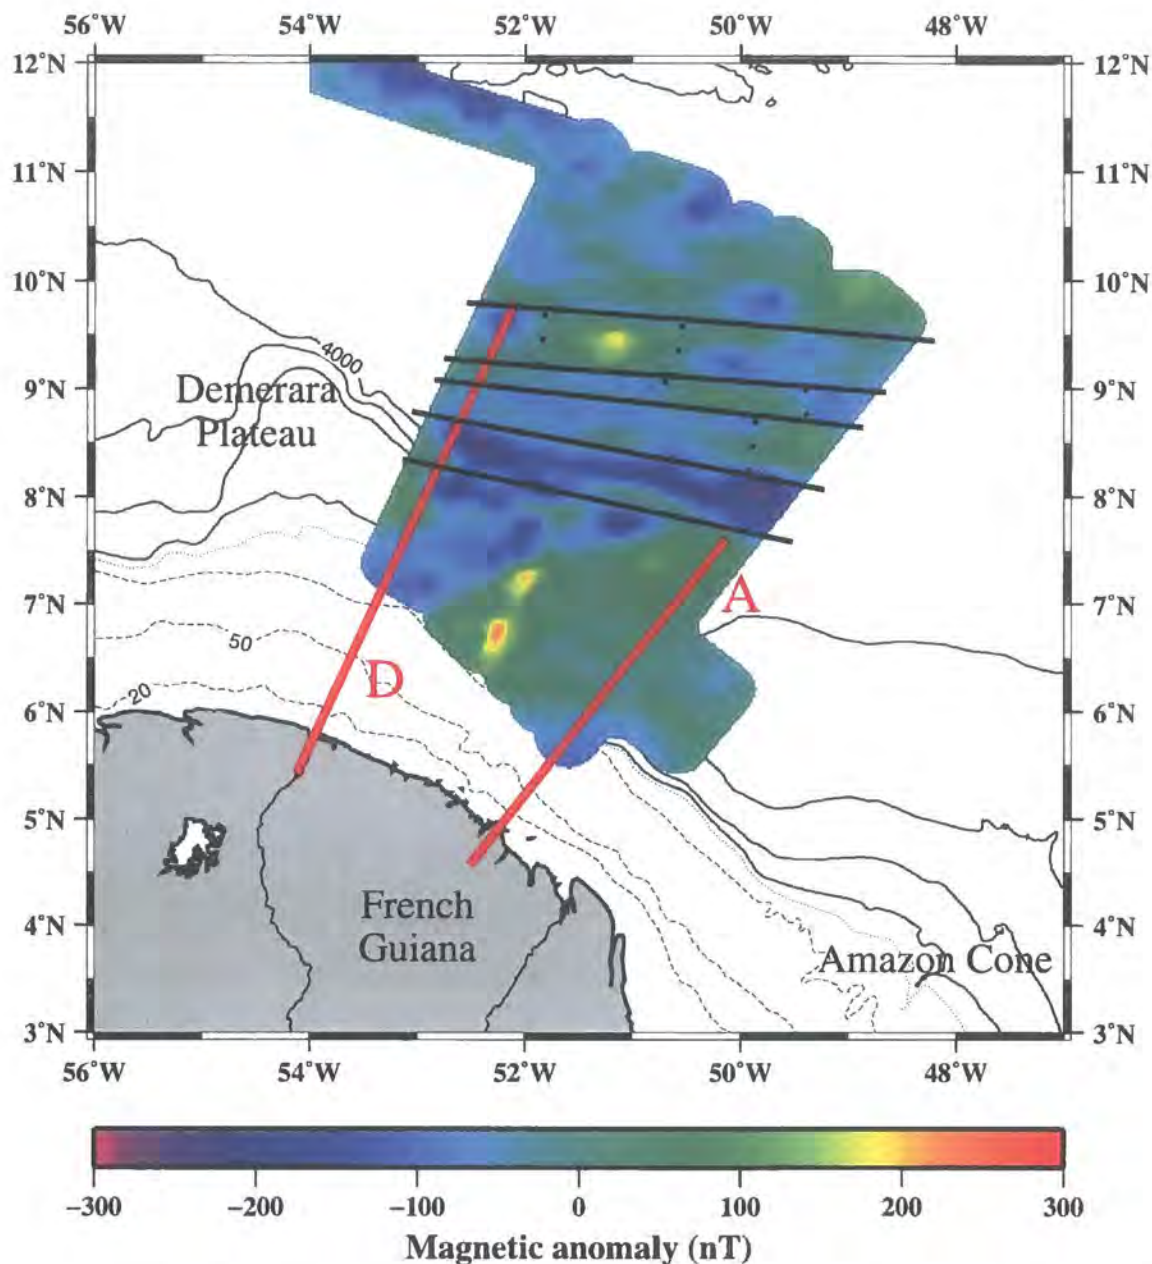 56˚W 54˚W 52˚W 50˚W 48˚W
12˚N 12˚N
11˚N 11˚N
10˚N 10˚N
4000
9˚N 9˚N
Demerara
Plateau
8˚N 8˚N
7˚N A 7˚N
50
D
20
6˚N 6˚N
5˚N 5˚N
French
Guiana
4˚N 4˚N
Amazon Cone
3˚N 3˚N
56˚W 54˚W 52˚W 50˚W 48˚W
−300 −200 −100 0 100 200 300
Magnetic anomaly (nT)